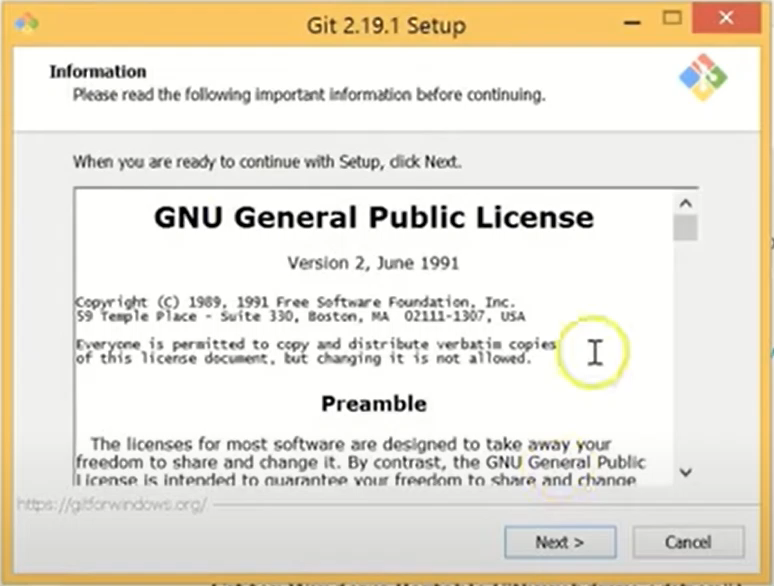 Git 2.19.1 Setup
Information
Please read the following important information before continuing.
When you are ready to continue with Setup, click Next.
GNU General Public License
Version 2, June 1991
Copyright (C) 1989, 1991 Free Software Foundation, Inc.
59 Temple Place - Suite 330, Boston, MA  02111-1307, USA
Everyone is permitted to copy and distribute verbatim copies
of this license document, but changing it is not allowed.
Preamble
The licenses for most software are designed to take away your
freedom to share and change it. By contrast, the GNU General Public
License is intended to guarantee your freedom to share and change
https://gitforwindows.org/
Next >
Cancel